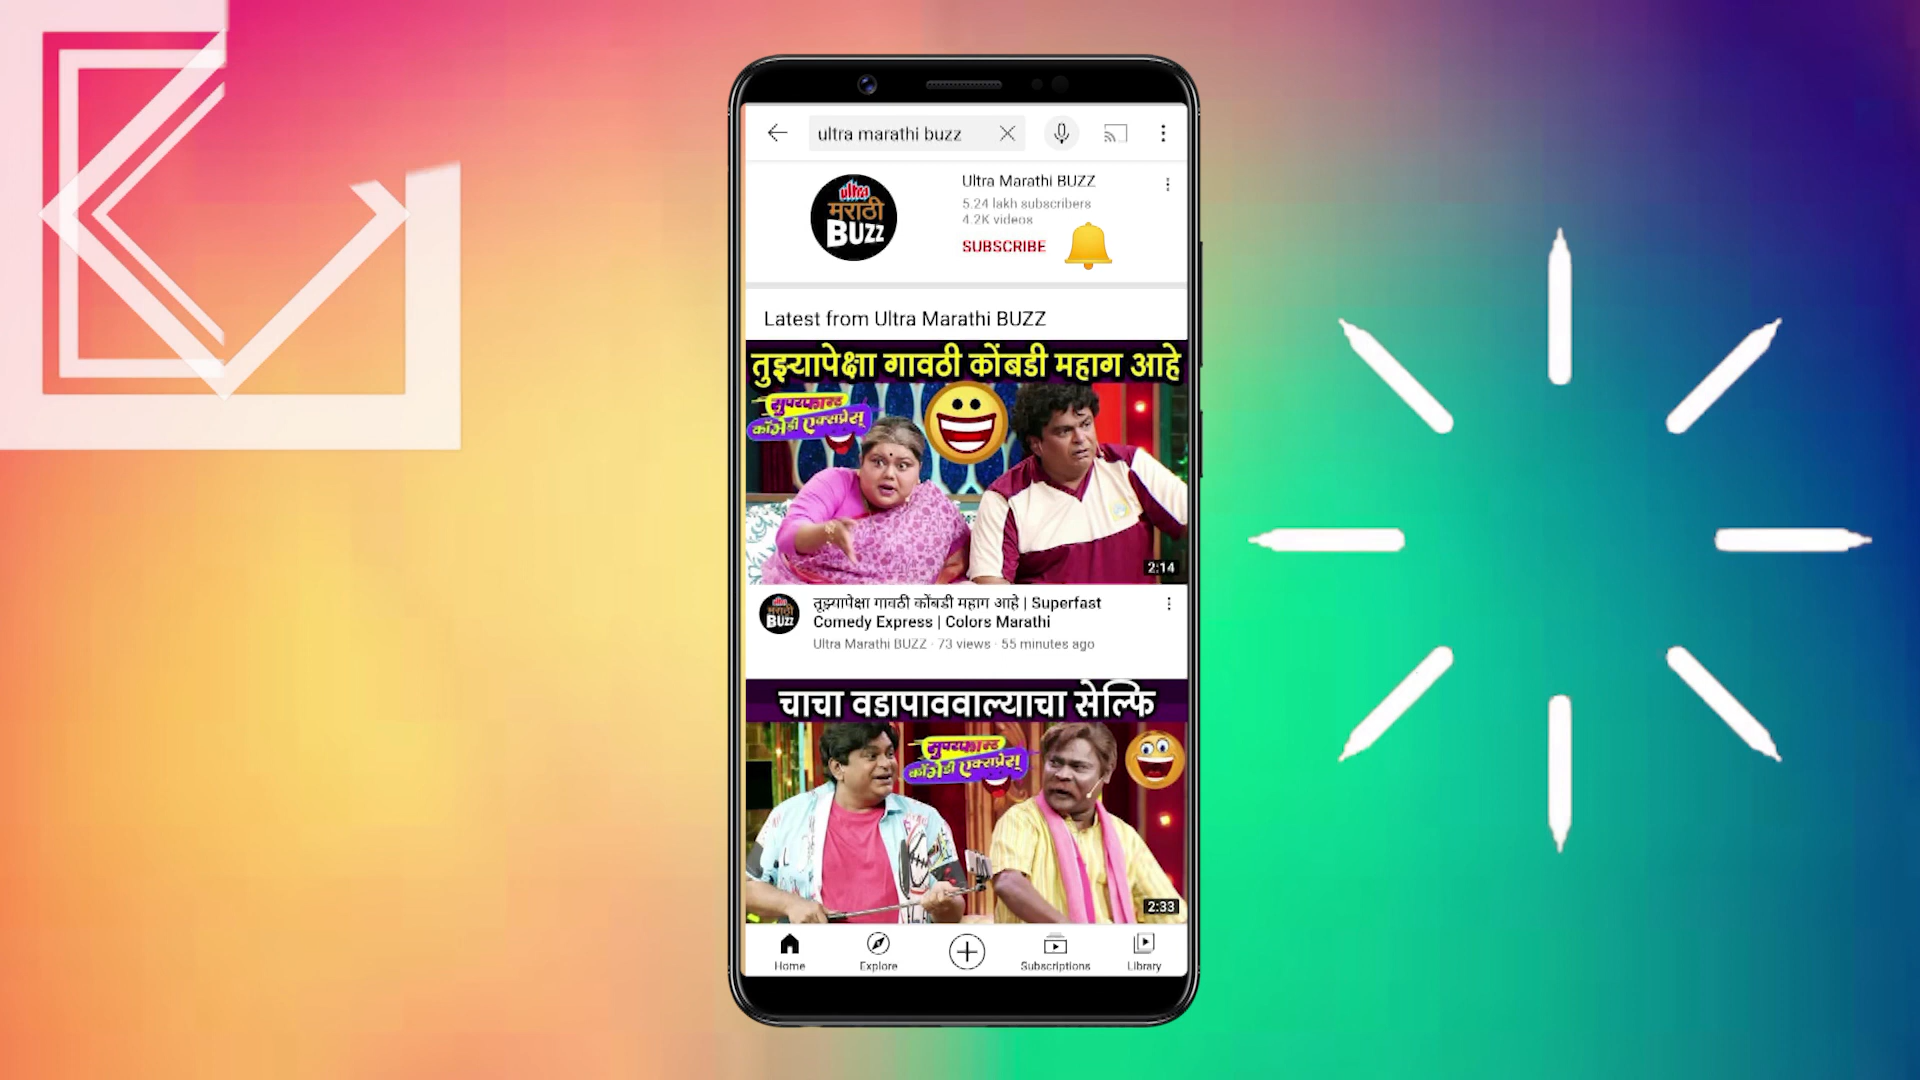 ultra marathi buzz
ultra
मराठी
BUZZ
Ultra Marathi BUZZ
5.24 lakh subscribers
4.2K videos
SUBSCRIBE
Latest from Ultra Marathi BUZZ
तुझ्यापेक्षा गावठी कोंबडी महाग आहे
सुपरफास्ट
कॉमेडी एक्सप्रेस्
2:14
ultra
मराठी
BUZZ
तूझ्यापेक्षा गावठी कोंबडी महाग आहे | Superfast
Comedy Express | Colors Marathi
Ultra Marathi BUZZ · 73 views · 55 minutes ago
चाचा वडापाववाल्याचा सेल्फि
सुपरफास्ट
कॉमेडी एक्सप्रेस्
2:33
Home
Explore
Subscriptions
Library